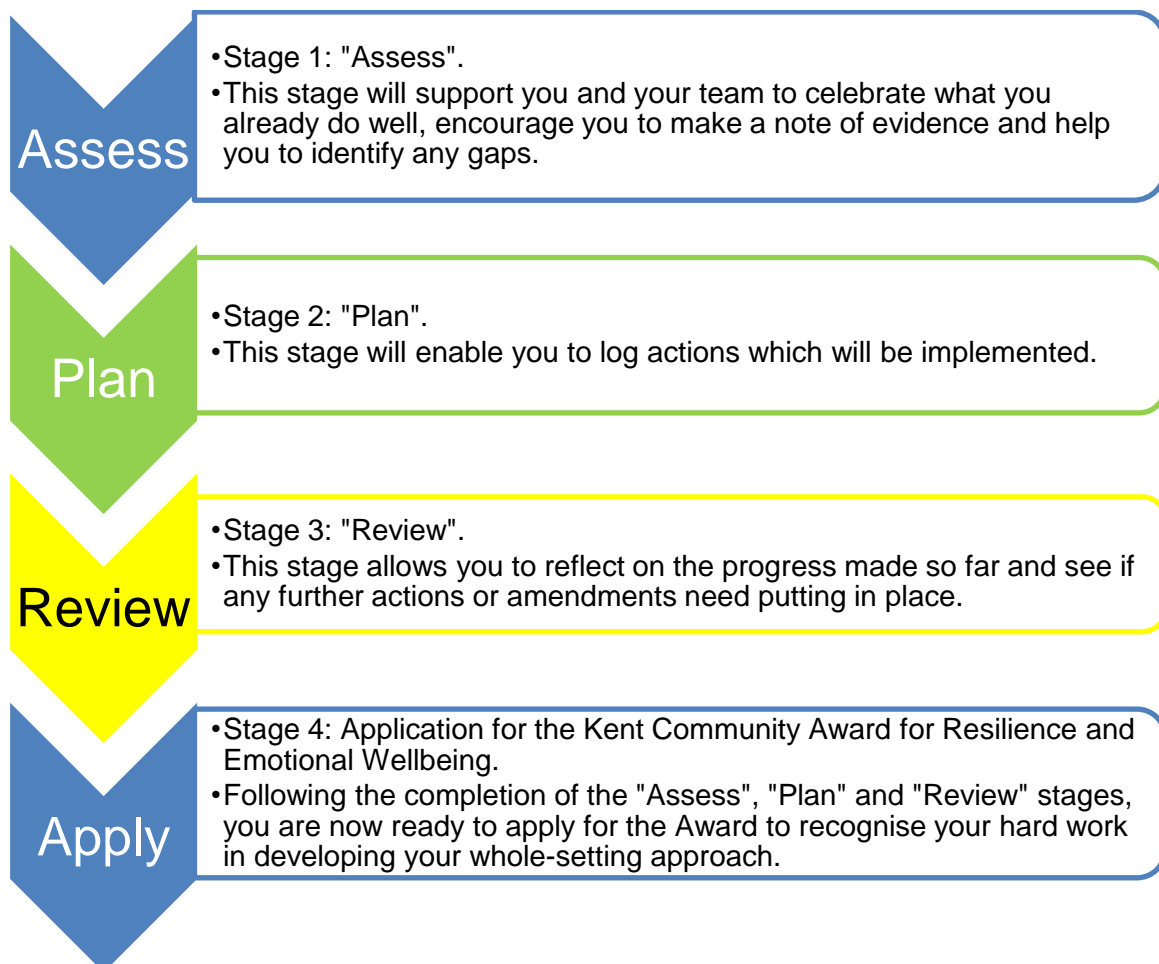 Assess
•Stage 1: "Assess".
•This stage will support you and your team to celebrate what you
already do well, encourage you to make a note of evidence and help
you to identify any gaps.
Plan
•Stage 2: "Plan".
•This stage will enable you to log actions which will be implemented.
Review
•Stage 3: "Review".
•This stage allows you to reflect on the progress made so far and see if
any further actions or amendments need putting in place.
Apply
•Stage 4: Application for the Kent Community Award for Resilience and
Emotional Wellbeing.
•Following the completion of the "Assess", "Plan" and "Review" stages,
you are now ready to apply for the Award to recognise your hard work
in developing your whole-setting approach.